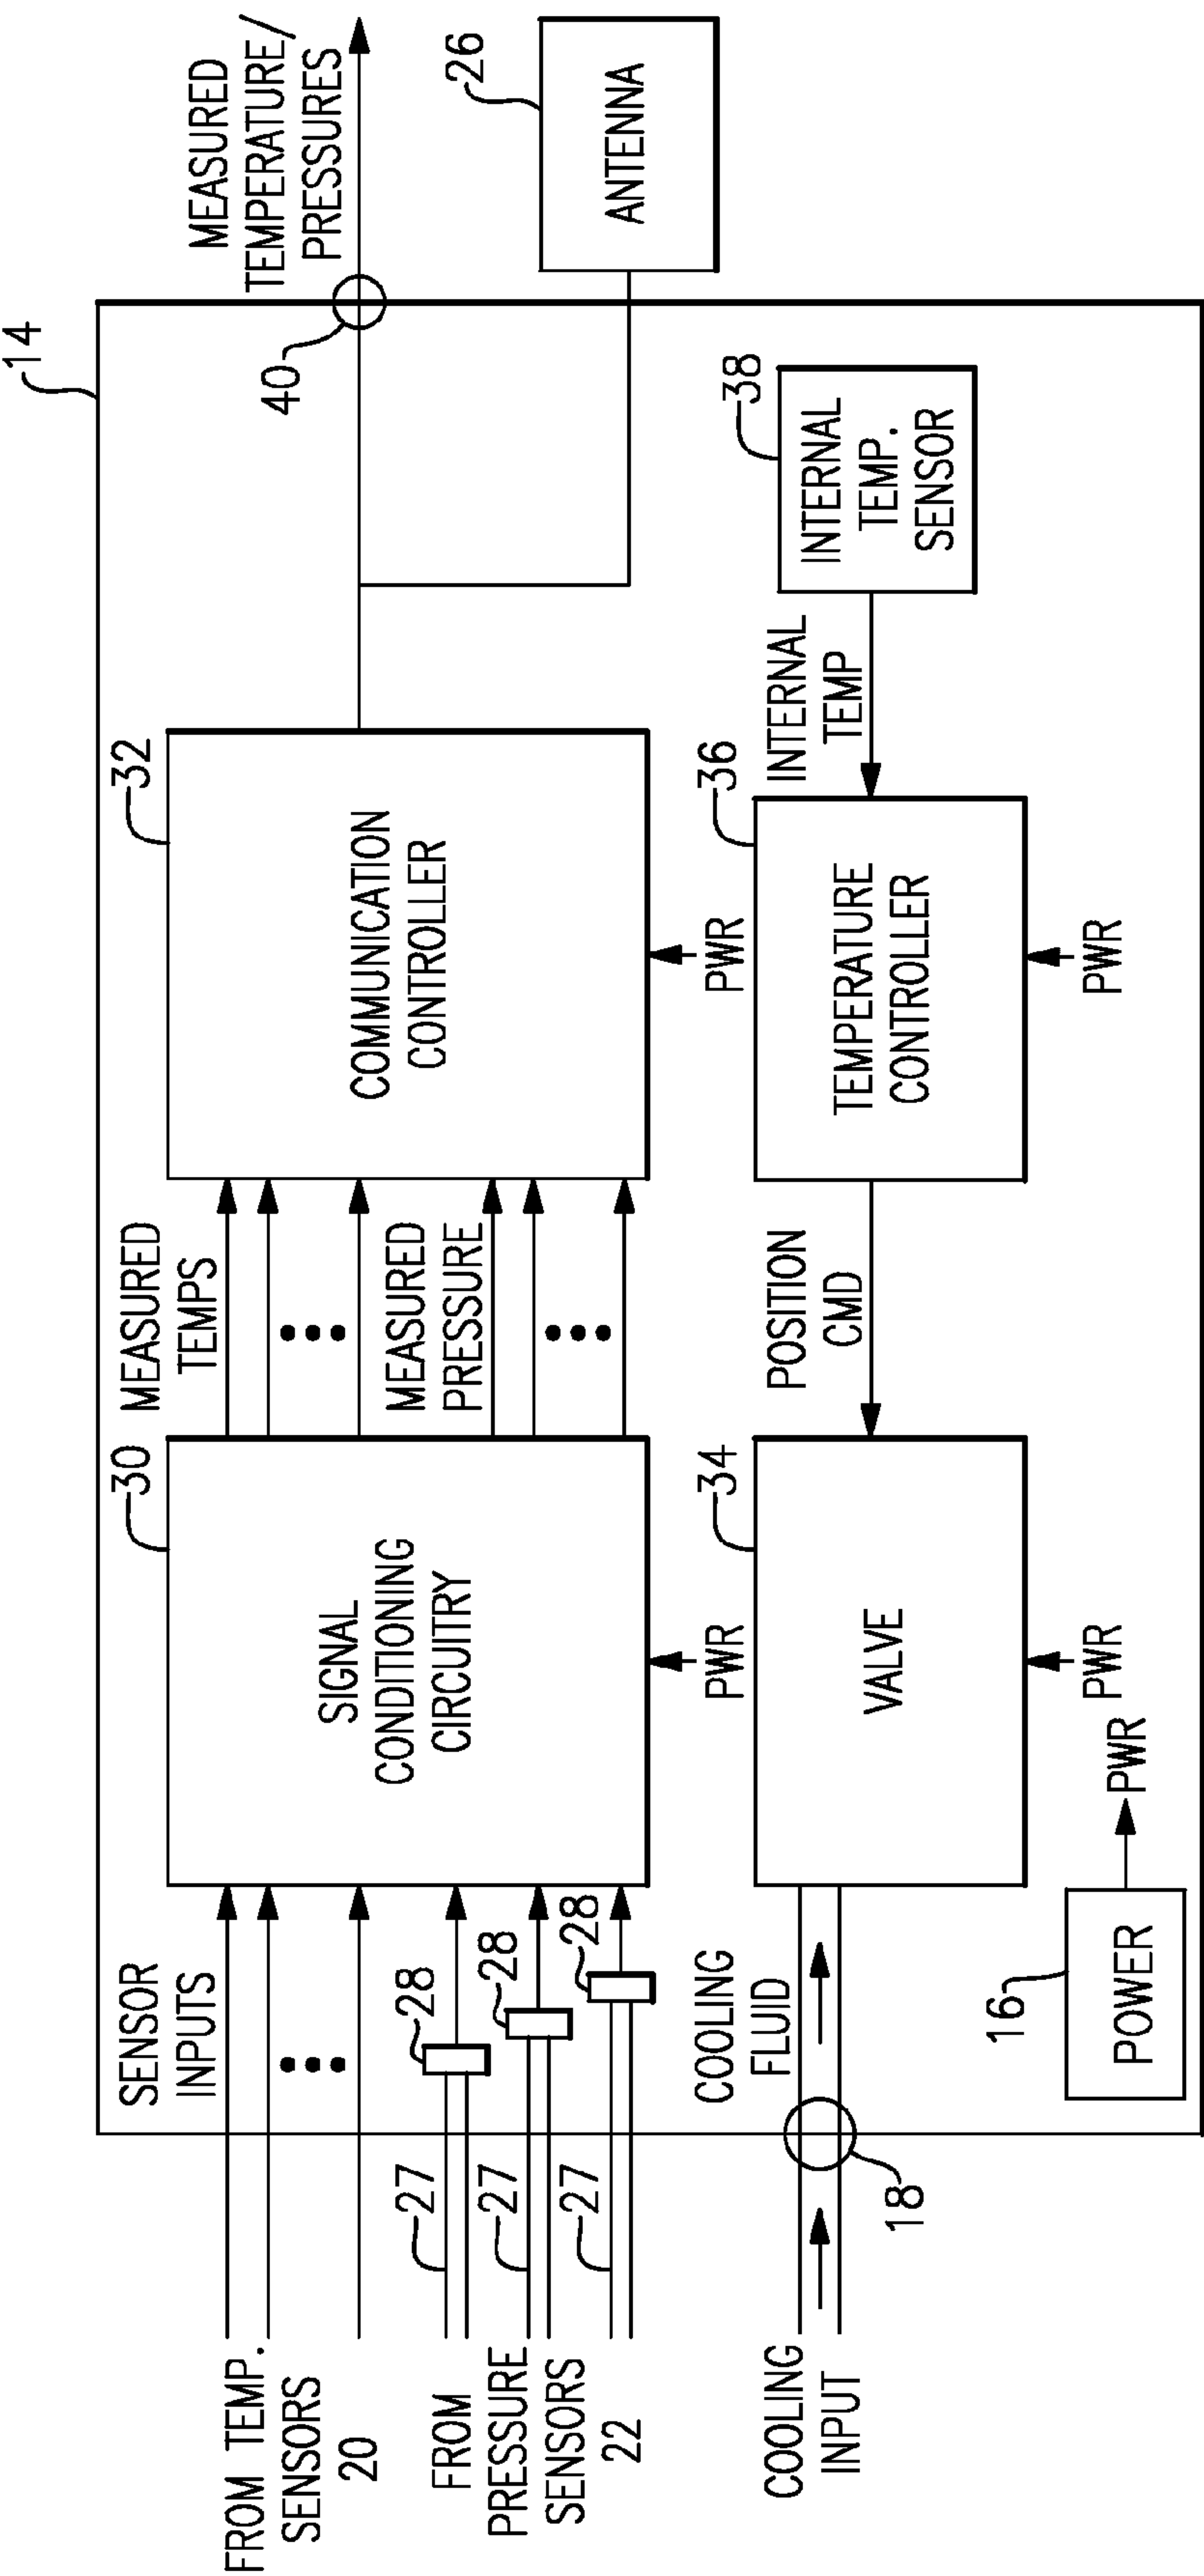 14
FROM TEMP.
SENSORS
20
SENSOR
INPUTS
30
SIGNAL
CONDITIONING
CIRCUITRY
PWR
MEASURED
TEMPS
MEASURED
PRESSURE
32
COMMUNICATION
CONTROLLER
PWR
40
MEASURED
TEMPERATURE/
PRESSURES
26
ANTENNA
FROM
PRESSURE
SENSORS
22
27
27
27
28
28
28
COOLING
INPUT
18
COOLING
FLUID
34
VALVE
PWR
POSITION
CMD
36
TEMPERATURE
CONTROLLER
PWR
INTERNAL
TEMP
38
INTERNAL
TEMP.
SENSOR
16
POWER
PWR